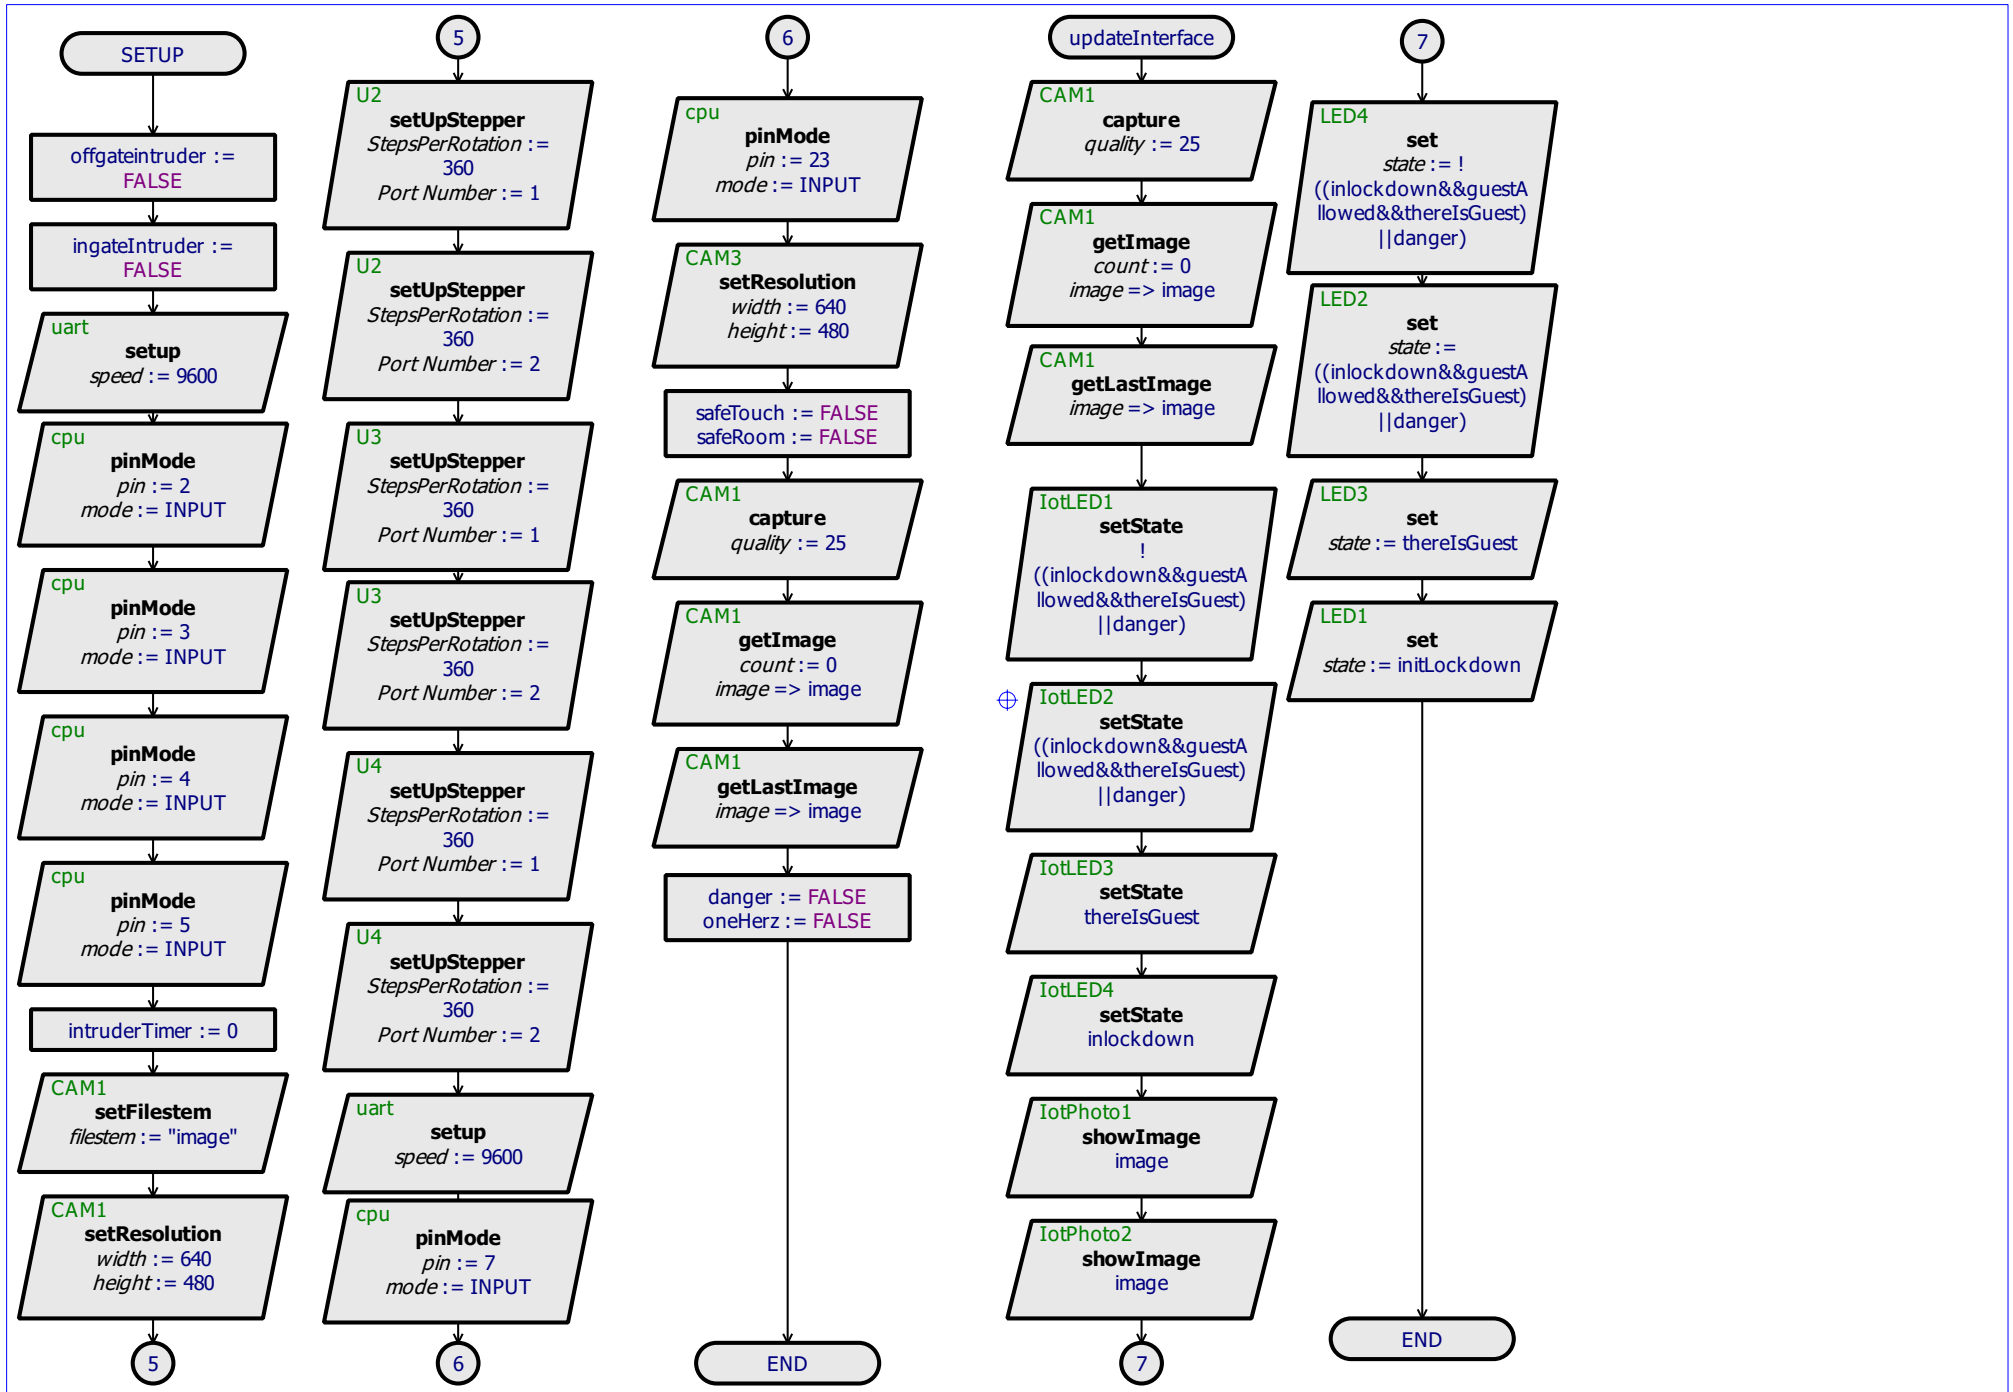 SETUP
offgateintruder :=
FALSE
ingateIntruder :=
FALSE
uart
setup
speed := 9600
cpu
pinMode
pin := 2
mode := INPUT
cpu
pinMode
pin := 3
mode := INPUT
cpu
pinMode
pin := 4
mode := INPUT
cpu
pinMode
pin := 5
mode := INPUT
intruderTimer := 0
CAM1
setFilestem
filestem := "image"
CAM1
setResolution
width := 640
height := 480
5
5
U2
setUpStepper
StepsPerRotation :=
360
Port Number := 1
U2
setUpStepper
StepsPerRotation :=
360
Port Number := 2
U3
setUpStepper
StepsPerRotation :=
360
Port Number := 1
U3
setUpStepper
StepsPerRotation :=
360
Port Number := 2
U4
setUpStepper
StepsPerRotation :=
360
Port Number := 1
U4
setUpStepper
StepsPerRotation :=
360
Port Number := 2
uart
setup
speed := 9600
cpu
pinMode
pin := 7
mode := INPUT
6
6
cpu
pinMode
pin := 23
mode := INPUT
CAM3
setResolution
width := 640
height := 480
safeTouch := FALSE
safeRoom := FALSE
CAM1
capture
quality := 25
CAM1
getImage
count := 0
image => image
CAM1
getLastImage
image => image
danger := FALSE
oneHerz := FALSE
END
updateInterface
CAM1
capture
quality := 25
CAM1
getImage
count := 0
image => image
CAM1
getLastImage
image => image
IotLED1
setState
!
((inlockdown&&guestA
llowed&&thereIsGuest)
||danger)
IotLED2
setState
((inlockdown&&guestA
llowed&&thereIsGuest)
||danger)
IotLED3
setState
thereIsGuest
IotLED4
setState
inlockdown
IotPhoto1
showImage
image
IotPhoto2
showImage
image
7
7
LED4
set
state := !
((inlockdown&&guestA
llowed&&thereIsGuest)
||danger)
LED2
set
state :=
((inlockdown&&guestA
llowed&&thereIsGuest)
||danger)
LED3
set
state := thereIsGuest
LED1
set
state := initLockdown
END